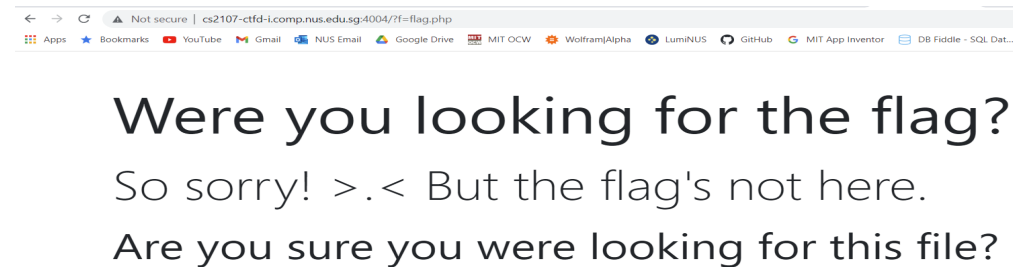 Not secure | cs2107-ctfd-i.comp.nus.edu.sg:4004/?f=flag.php
Apps Bookmarks YouTube Gmail NUS Email Google Drive MIT OCW Wolfram|Alpha LumiNUS GitHub MIT App Inventor DB Fiddle - SQL Dat...
Were you looking for the flag?
So sorry! >.< But the flag's not here.
Are you sure you were looking for this file?